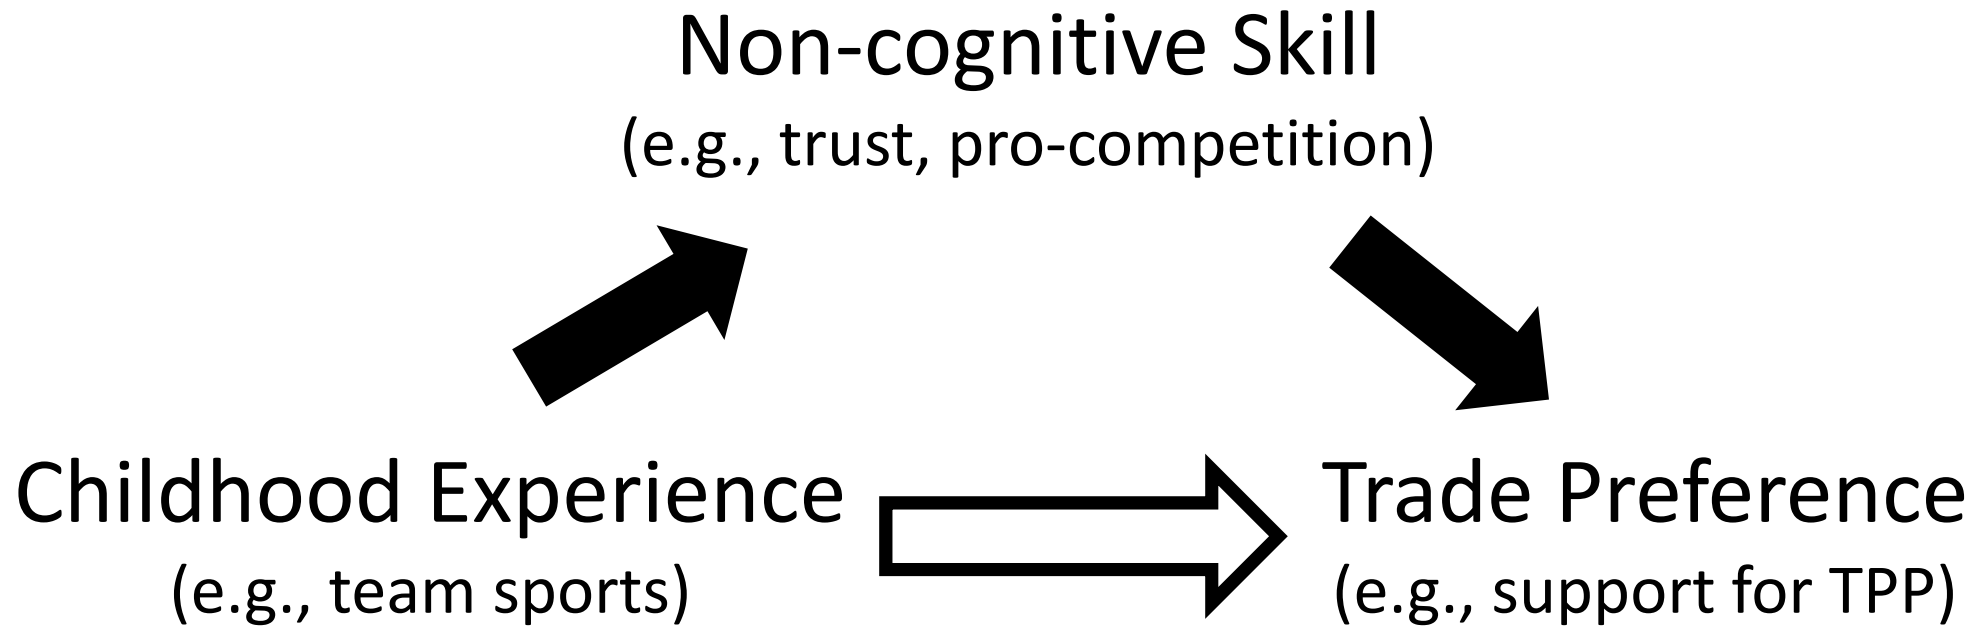 Non-cognitive Skill
(e.g., trust, pro-competition)
Childhood Experience
(e.g., team sports)
Trade Preference
(e.g., support for TPP)